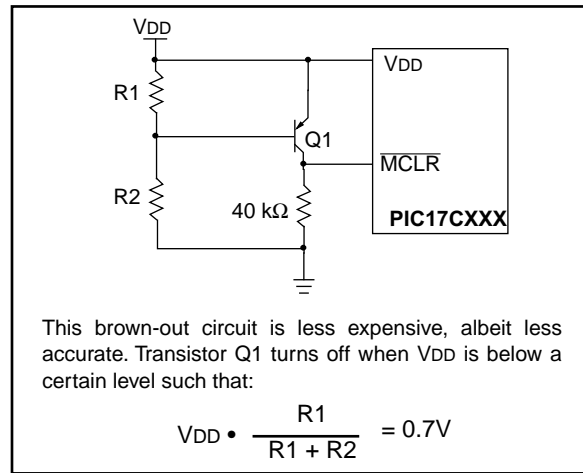 VDD
R1
VDD
Q1
MCLR
R2
40 kΩ
PIC17CXXX
This brown-out circuit is less expensive, albeit less
accurate. Transistor Q1 turns off when VDD is below a
certain level such that:
VDD • R1 / R1 + R2 = 0.7V